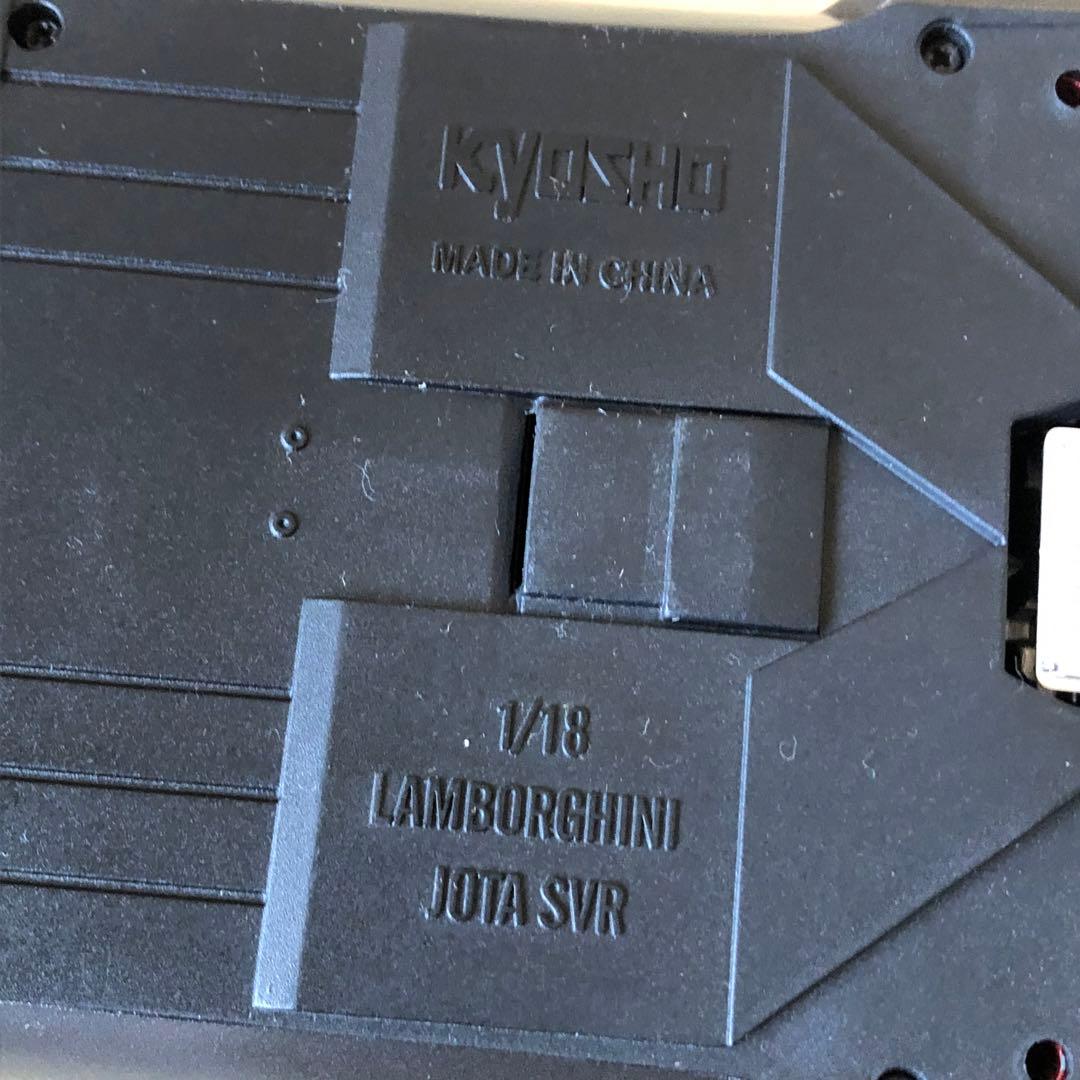 KYOSHO
MADE IN CHINA
1/18
LAMBORGHINI
JOTA SVR